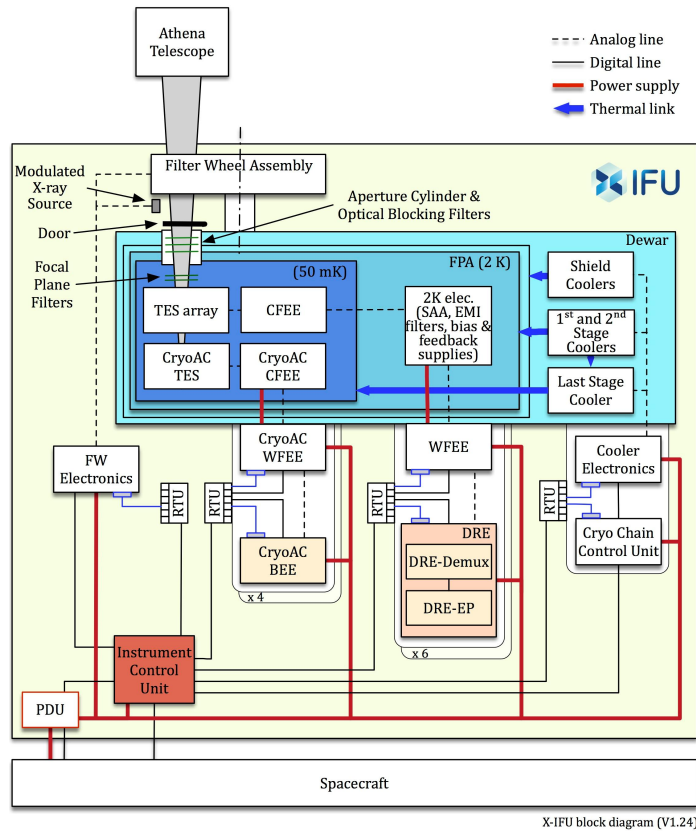 Athena
Telescope
Analog line
Digital line
Power supply
Thermal link
Filter Wheel Assembly
Modulated
X-ray
Source
X IFU
Aperture Cylinder &
Optical Blocking Filters
Door
Dewar
Focal
Plane
Filters
(50 mK)
FPA (2 K)
Shield
Coolers
TES array
CFEE
2K elec.
(SAA, EMI
filters, bias &
feedback
supplies)
1st and 2nd
Stage
Coolers
CryoAC
TES
CryoAC
CFEE
Last Stage
Cooler
FW
Electronics
CryoAC
WFEE
WFEE
Cooler
Electronics
RTU
RTU
RTU
RTU
CryoAC
BEE
DRE
DRE-Demux
DRE-EP
Cryo Chain
Control Unit
x 4
x 6
Instrument
Control
Unit
PDU
Spacecraft
X-IFU block diagram (V1.24)